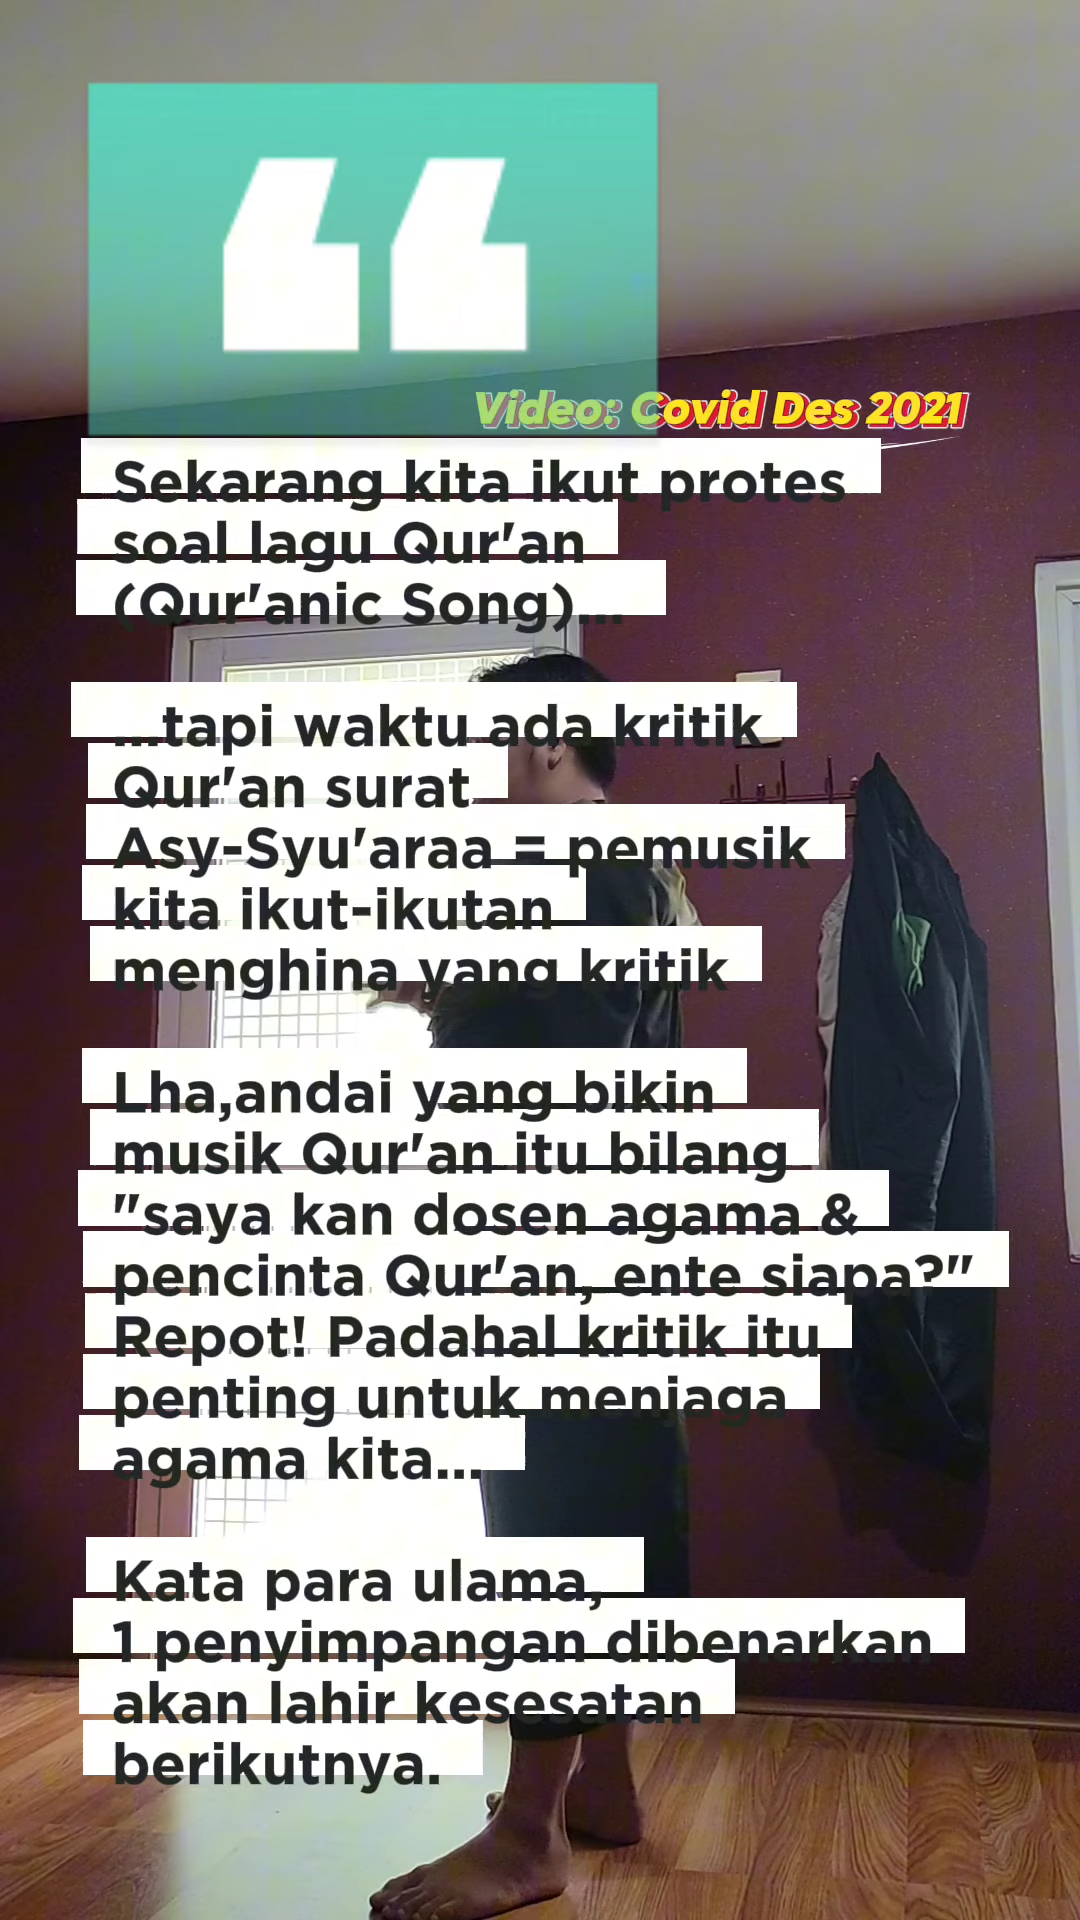 Video: Covid Des 2021
Sekarang kita ikut protes
soal lagu Qur'an
(Qur'anic Song)...
...tapi waktu ada kritik
Qur'an surat
Asy-Syu'araa = pemusik
kita ikut-ikutan
menghina yang kritik
Lha,andai yang bikin
musik Qur'an itu bilang
"saya kan dosen agama &
pencinta Qur'an, ente siapa?"
Repot! Padahal kritik itu
penting untuk menjaga
agama kita...
Kata para ulama,
1 penyimpangan dibenarkan
akan lahir kesesatan
berikutnya.